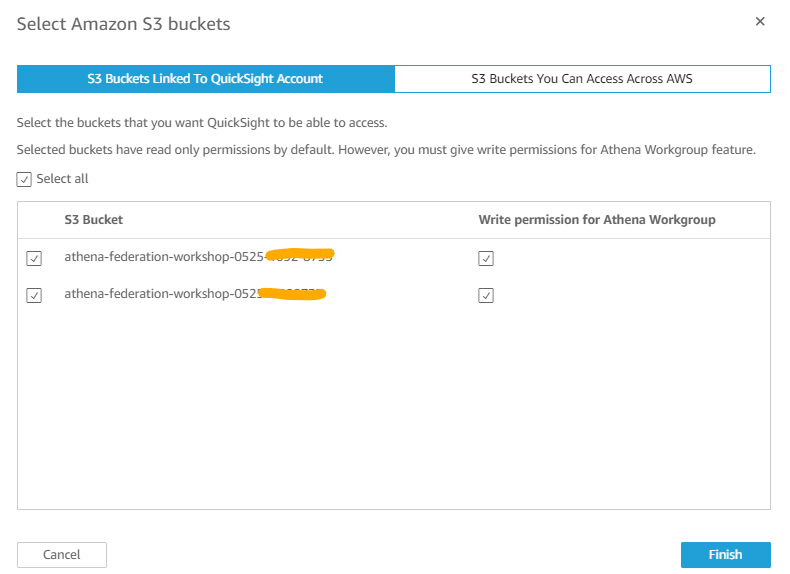 Select Amazon S3 buckets
S3 Buckets Linked To QuickSight Account
S3 Buckets You Can Access Across AWS
Select the buckets that you want QuickSight to be able to access.
Selected buckets have read only permissions by default. However, you must give write permissions for Athena Workgroup feature.
Select all
S3 Bucket Write permission for Athena Workgroup
athena-federation-workshop-0525-
athena-federation-workshop-0525
Cancel Finish